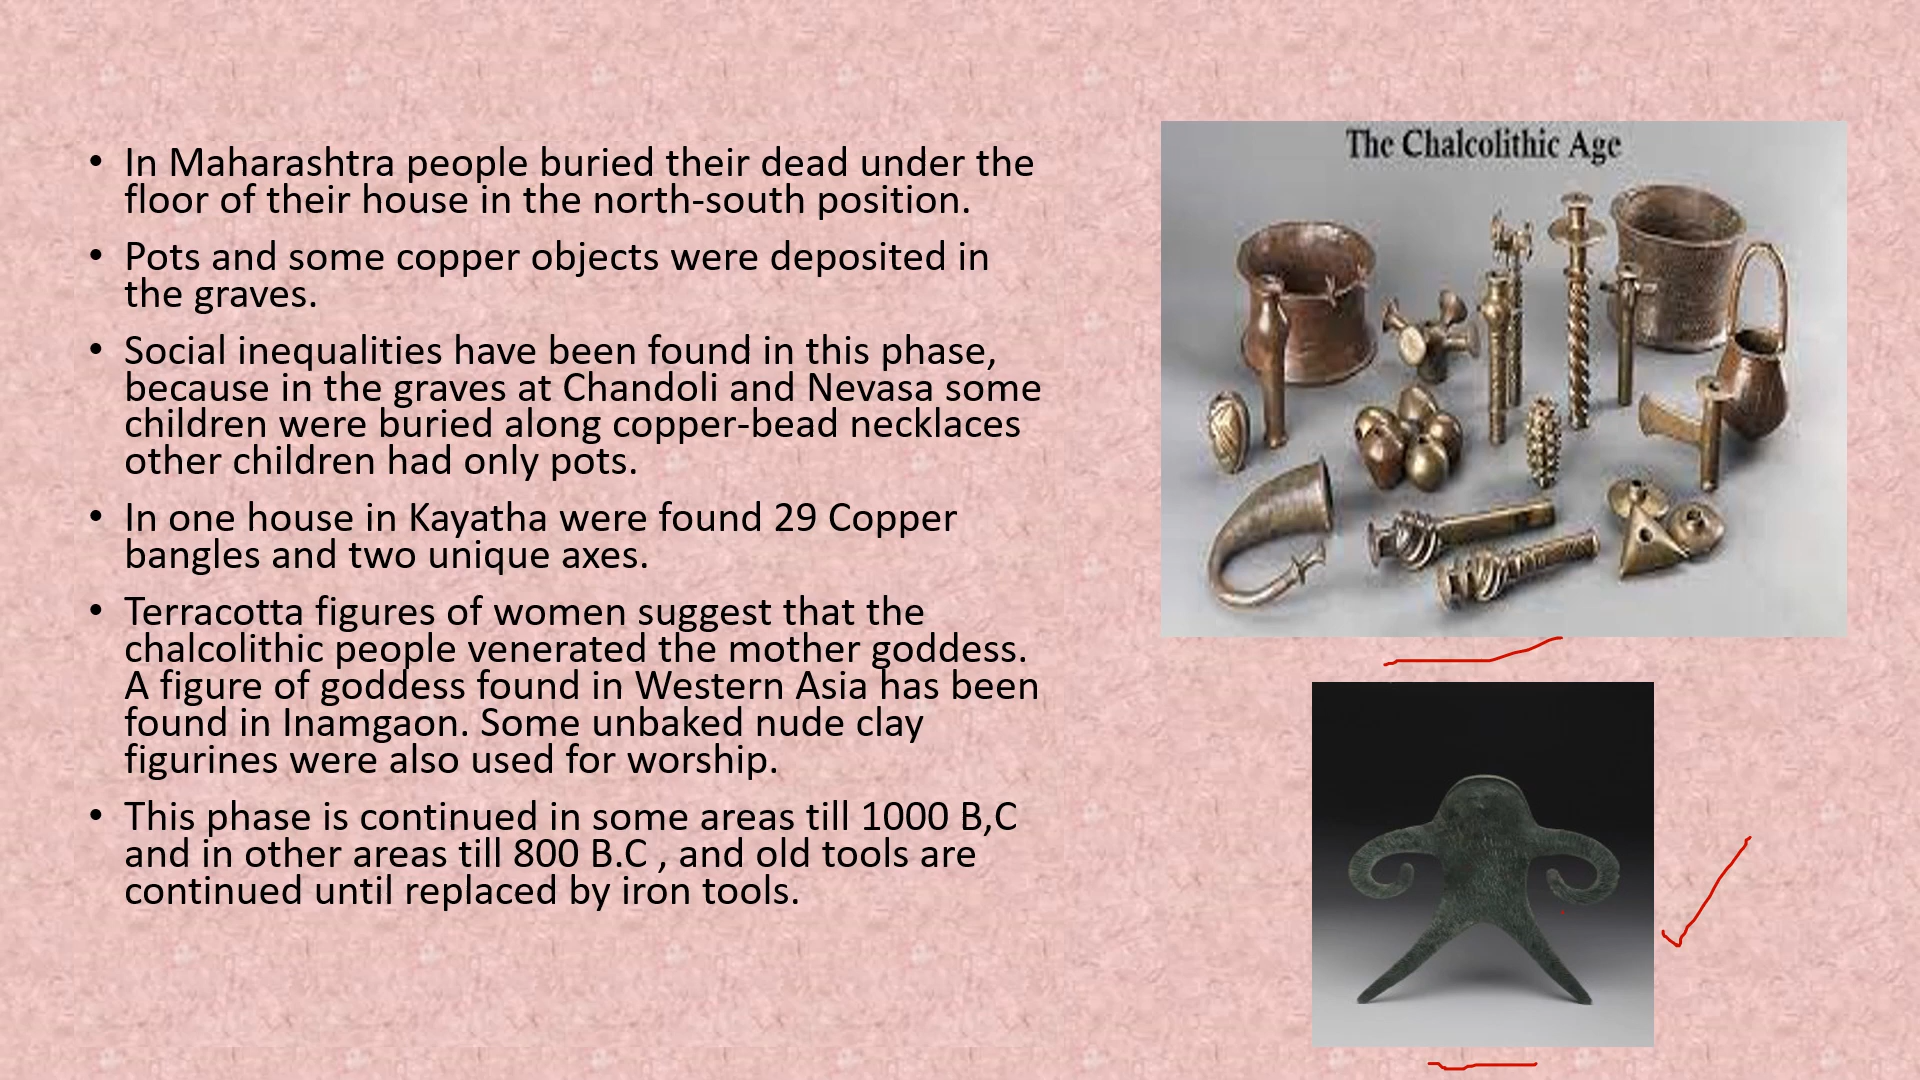 • In Maharashtra people buried their dead under the
floor of their house in the north-south position.
• Pots and some copper objects were deposited in
the graves.
• Social inequalities have been found in this phase,
because in the graves at Chandoli and Nevasa some
children were buried along copper-bead necklaces
other children had only pots.
• In one house in Kayatha were found 29 Copper
bangles and two unique axes.
• Terracotta figures of women suggest that the
chalcolithic people venerated the mother goddess.
A figure of goddess found in Western Asia has been
found in Inamgaon. Some unbaked nude clay
figurines were also used for worship.
• This phase is continued in some areas till 1000 B,C
and in other areas till 800 B.C , and old tools are
continued until replaced by iron tools.
The Chalcolithic Age